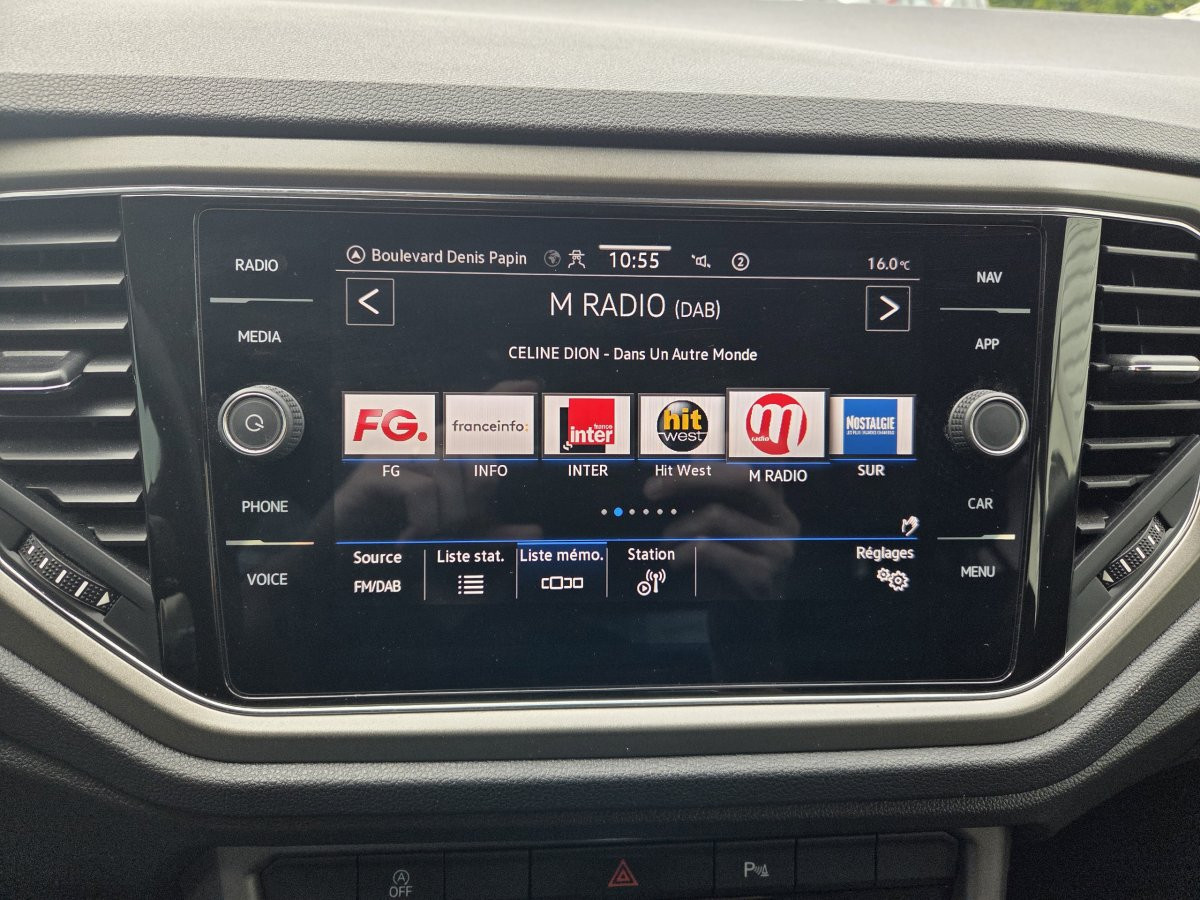 RADIO
MEDIA
PHONE
VOICE
Boulevard Denis Papin
10:55
2
16.0°C
M RADIO (DAB)
CELINE DION - Dans Un Autre Monde
FG.
franceinfo:
france
inter
hit
west
m
radio
NOSTALGIE
FG
INFO
INTER
Hit West
M RADIO
SUR
Source
FM/DAB
Liste stat.
Liste mémo.
Station
Réglages
NAV
APP
CAR
MENU
A
OFF
P